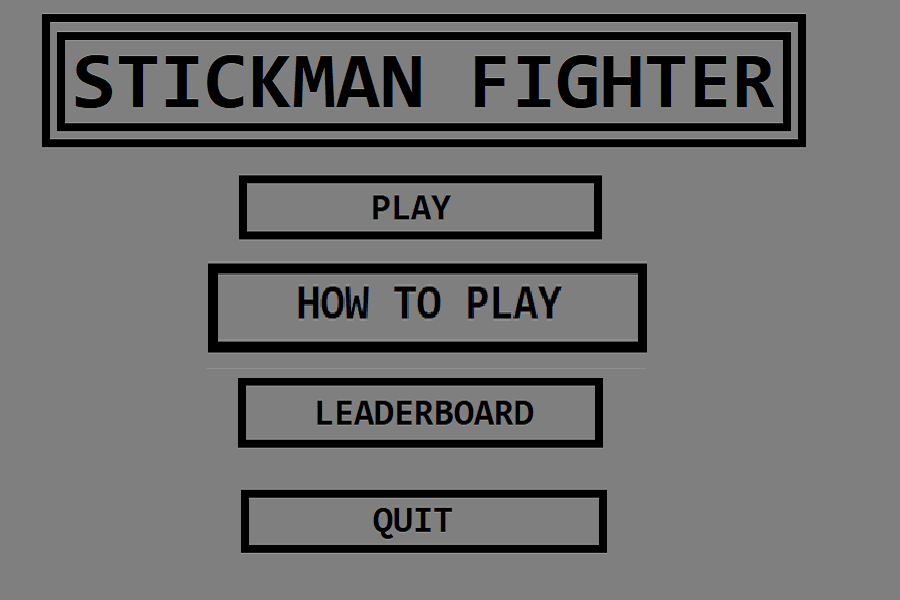 STICKMAN FIGHTER
PLAY
HOW TO PLAY
LEADERBOARD
QUIT